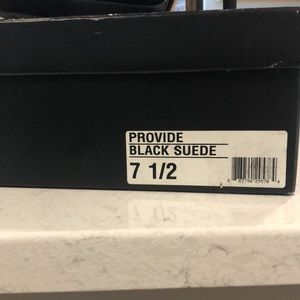 PROVIDE
BLACK SUEDE
7 1/2